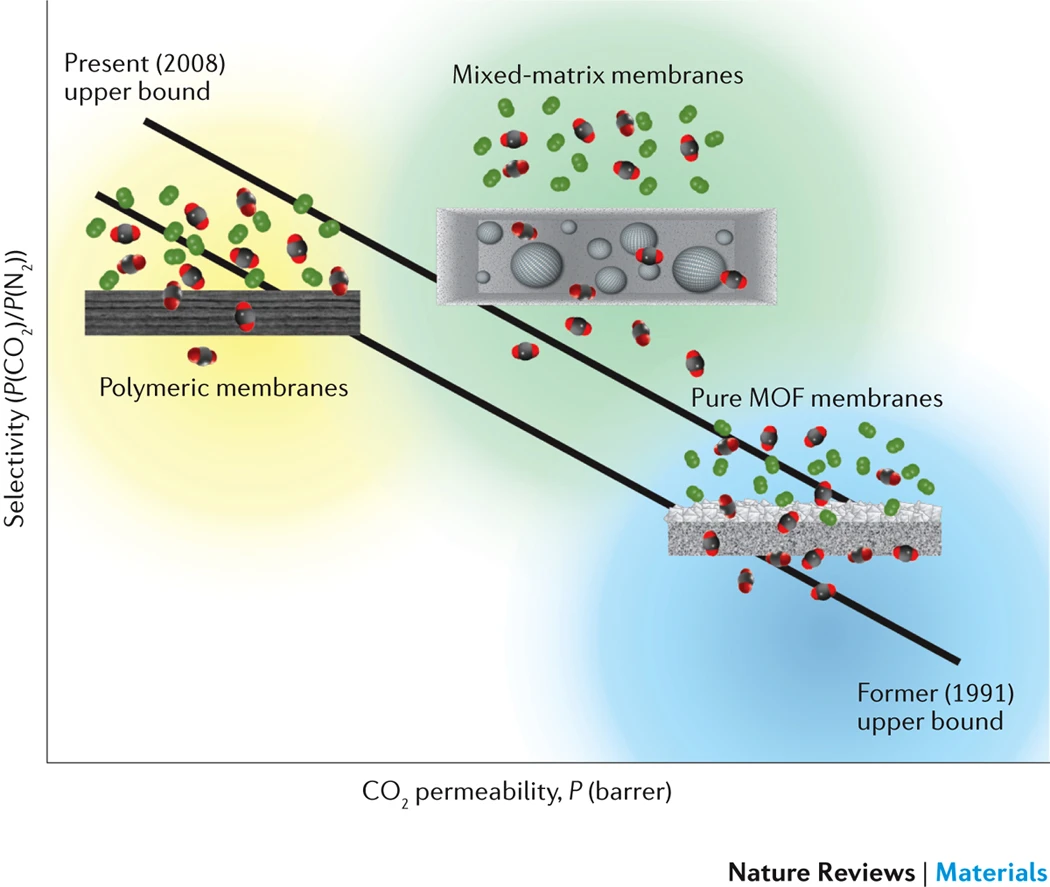 Present (2008)
upper bound
Mixed-matrix membranes
Polymeric membranes
Pure MOF membranes
Former (1991)
upper bound
Selectivity (P(CO₂)/P(N₂))
CO₂ permeability, P (barrer)
Nature Reviews | Materials